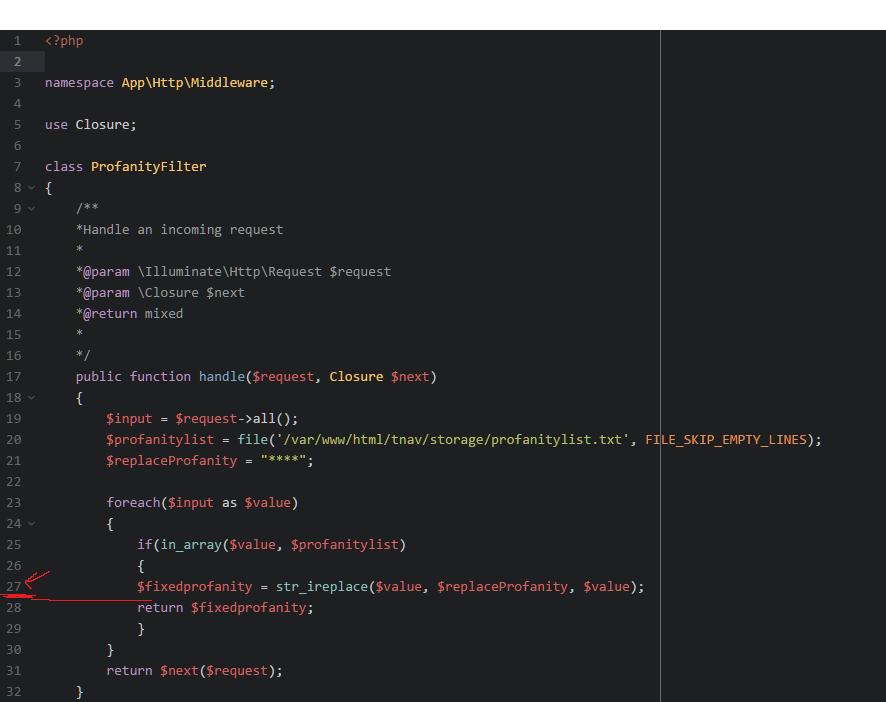 1 <?php
2
3 namespace App\Http\Middleware;
4
5 use Closure;
6
7 class ProfanityFilter
8 {
9 /**
10 *Handle an incoming request
11 *
12 *@param \Illuminate\Http\Request $request
13 *@param \Closure $next
14 *@return mixed
15 *
16 */
17 public function handle($request, Closure $next)
18 {
19 $input = $request->all();
20 $profanitylist = file('/var/www/html/tnav/storage/profanitylist.txt', FILE_SKIP_EMPTY_LINES);
21 $replaceProfanity = "****";
22
23 foreach($input as $value)
24 {
25 if(in_array($value, $profanitylist)
26 {
27 $fixedprofanity = str_ireplace($value, $replaceProfanity, $value);
28 return $fixedprofanity;
29 }
30 }
31 return $next($request);
32 }